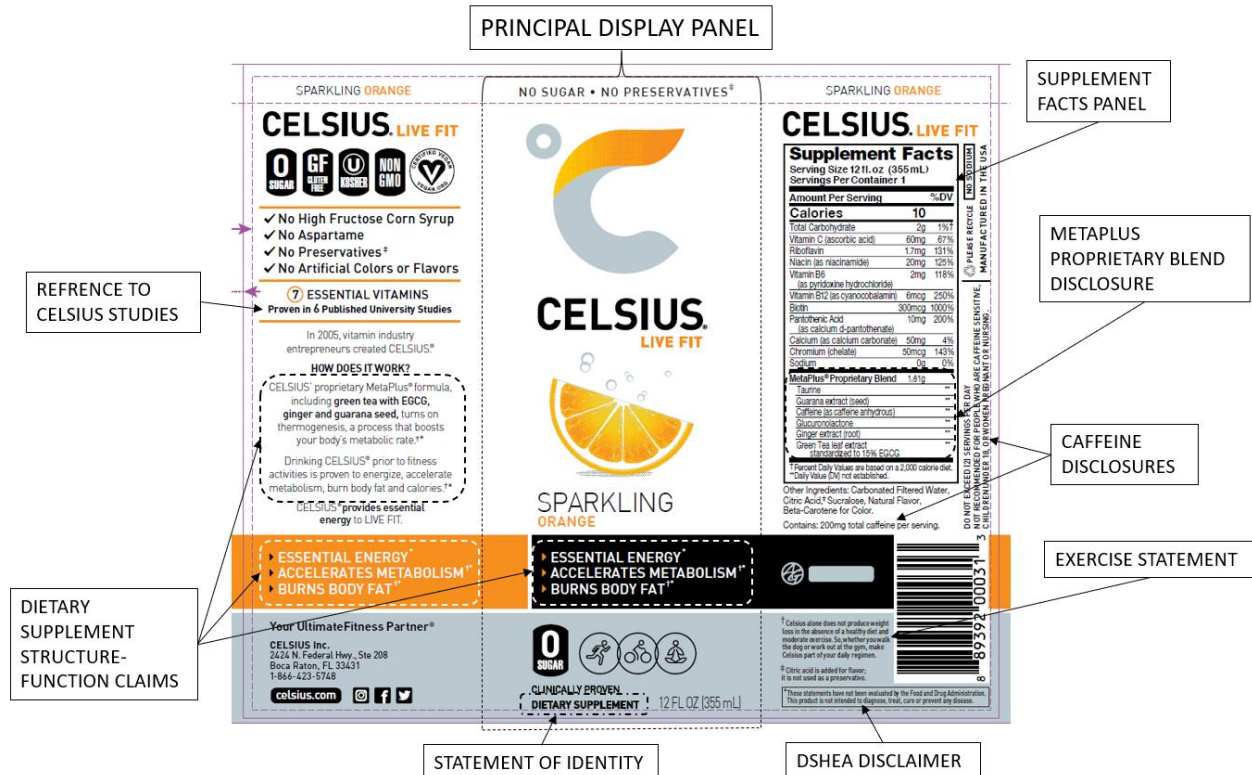 PRINCIPAL DISPLAY PANEL
SPARKLING ORANGE
CELSIUS® LIVE FIT
0 SUGAR
GF GLUTEN FREE
U KOSHER
NON GMO
CERTIFIED VEGAN VEGAN.ORG
✓ No High Fructose Corn Syrup
✓ No Aspartame
✓ No Preservatives‡
✓ No Artificial Colors or Flavors
7 ESSENTIAL VITAMINS
Proven in 6 Published University Studies
In 2005, vitamin industry
entrepreneurs created CELSIUS.®
HOW DOES IT WORK?
CELSIUS' proprietary MetaPlus® formula,
including green tea with EGCG,
ginger and guarana seed, turns on
thermogenesis, a process that boosts
your body's metabolic rate.†*
Drinking CELSIUS® prior to fitness
activities is proven to energize, accelerate
metabolism, burn body fat and calories.†*
CELSIUS® provides essential
energy to LIVE FIT.
ESSENTIAL ENERGY*
ACCELERATES METABOLISM†*
BURNS BODY FAT†*
Your Ultimate Fitness Partner®
CELSIUS Inc.
2424 N. Federal Hwy., Ste 208
Boca Raton, FL 33431
1-866-423-5748
celsius.com
NO SUGAR • NO PRESERVATIVES‡
CELSIUS®
LIVE FIT
SPARKLING
ORANGE
ESSENTIAL ENERGY*
ACCELERATES METABOLISM†*
BURNS BODY FAT†*
0 SUGAR
CLINICALLY PROVEN
DIETARY SUPPLEMENT 12 FL OZ (355 mL)
SPARKLING ORANGE
CELSIUS® LIVE FIT
Supplement Facts
Serving Size 12 fl. oz (355 mL)
Servings Per Container 1
Amount Per Serving %DV
Calories 10
Total Carbohydrate 2g 1%†
Vitamin C (ascorbic acid) 60mg 67%
Riboflavin 1.7mg 131%
Niacin (as niacinamide) 20mg 125%
Vitamin B6 2mg 118%
(as pyridoxine hydrochloride)
Vitamin B12 (as cyanocobalamin) 6mcg 250%
Biotin 300mcg 1000%
Pantothenic Acid 10mg 200%
(as calcium d-pantothenate)
Calcium (as calcium carbonate) 50mg 4%
Chromium (chelate) 50mcg 143%
Sodium 0g 0%
MetaPlus® Proprietary Blend 1.81g
Taurine **
Guarana extract (seed) **
Caffeine (as caffeine anhydrous) **
Glucuronolactone **
Ginger extract (root) **
Green Tea leaf extract **
standardized to 15% EGCG
† Percent Daily Values are based on a 2,000 calorie diet.
**Daily Value (DV) not established.
Other Ingredients: Carbonated Filtered Water,
Citric Acid,‡ Sucralose, Natural Flavor,
Beta-Carotene for Color.
Contains: 200mg total caffeine per serving.
PLEASE RECYCLE NO SODIUM
MANUFACTURED IN THE USA
DO NOT EXCEED (2) SERVINGS PER DAY
NOT RECOMMENDED FOR PEOPLE WHO ARE CAFFEINE SENSITIVE,
CHILDREN UNDER 18, OR WOMEN PREGNANT OR NURSING.
8 89392 00031 3
† Celsius alone does not produce weight
loss in the absence of a healthy diet and
moderate exercise. So, whether you walk
the dog or work out at the gym, make
Celsius part of your daily regimen.
‡ Citric acid is added for flavor;
it is not used as a preservative.
*These statements have not been evaluated by the Food and Drug Administration.
This product is not intended to diagnose, treat, cure or prevent any disease.
REFRENCE TO
CELSIUS STUDIES
DIETARY
SUPPLEMENT
STRUCTURE-
FUNCTION CLAIMS
STATEMENT OF IDENTITY
SUPPLEMENT
FACTS PANEL
METAPLUS
PROPRIETARY BLEND
DISCLOSURE
CAFFEINE
DISCLOSURES
EXERCISE STATEMENT
DSHEA DISCLAIMER